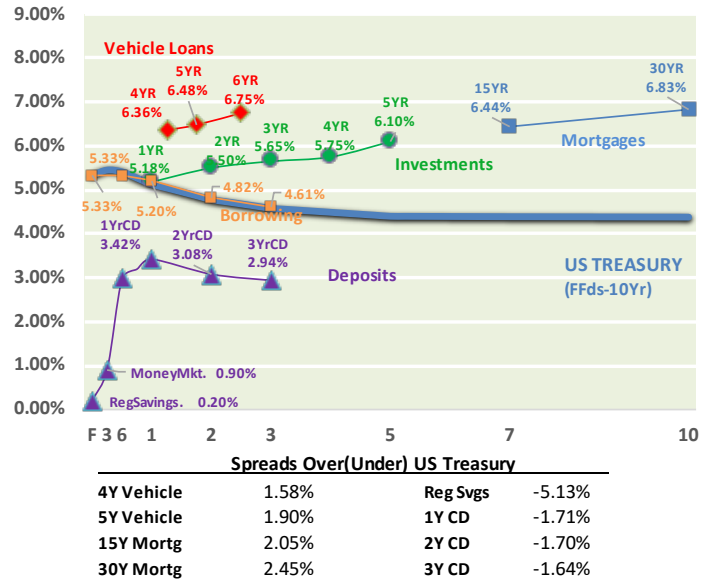 9.00%
8.00%
7.00%
6.00%
5.00%
4.00%
3.00%
2.00%
1.00%
0.00%
Vehicle Loans
4YR
6.36%
5YR
6.48%
6YR
6.75%
15YR
6.44%
30YR
6.83%
Mortgages
1YR
5.18%
2YR
5.50%
3YR
5.65%
4YR
5.75%
5YR
6.10%
Investments
5.33%
5.33%
5.20%
4.82%
4.61%
Borrowing
1YrCD
3.42%
2YrCD
3.08%
3YrCD
2.94%
Deposits
US TREASURY
(FFds-10Yr)
MoneyMkt. 0.90%
RegSavings. 0.20%
F 3 6 1 2 3 5 7 10
Spreads Over(Under) US Treasury
4Y Vehicle 1.58% Reg Svgs -5.13%
5Y Vehicle 1.90% 1Y CD -1.71%
15Y Mortg 2.05% 2Y CD -1.70%
30Y Mortg 2.45% 3Y CD -1.64%